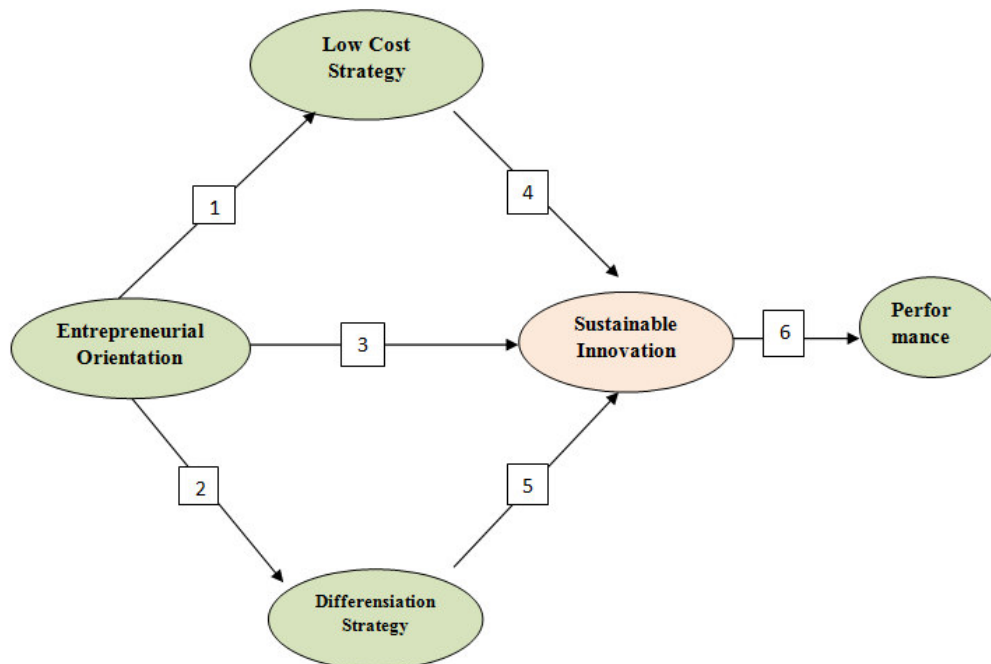 Low Cost
Strategy
1
4
Entrepreneurial
Orientation
3
Sustainable
Innovation
6
Perfor
mance
2
5
Differensiation
Strategy